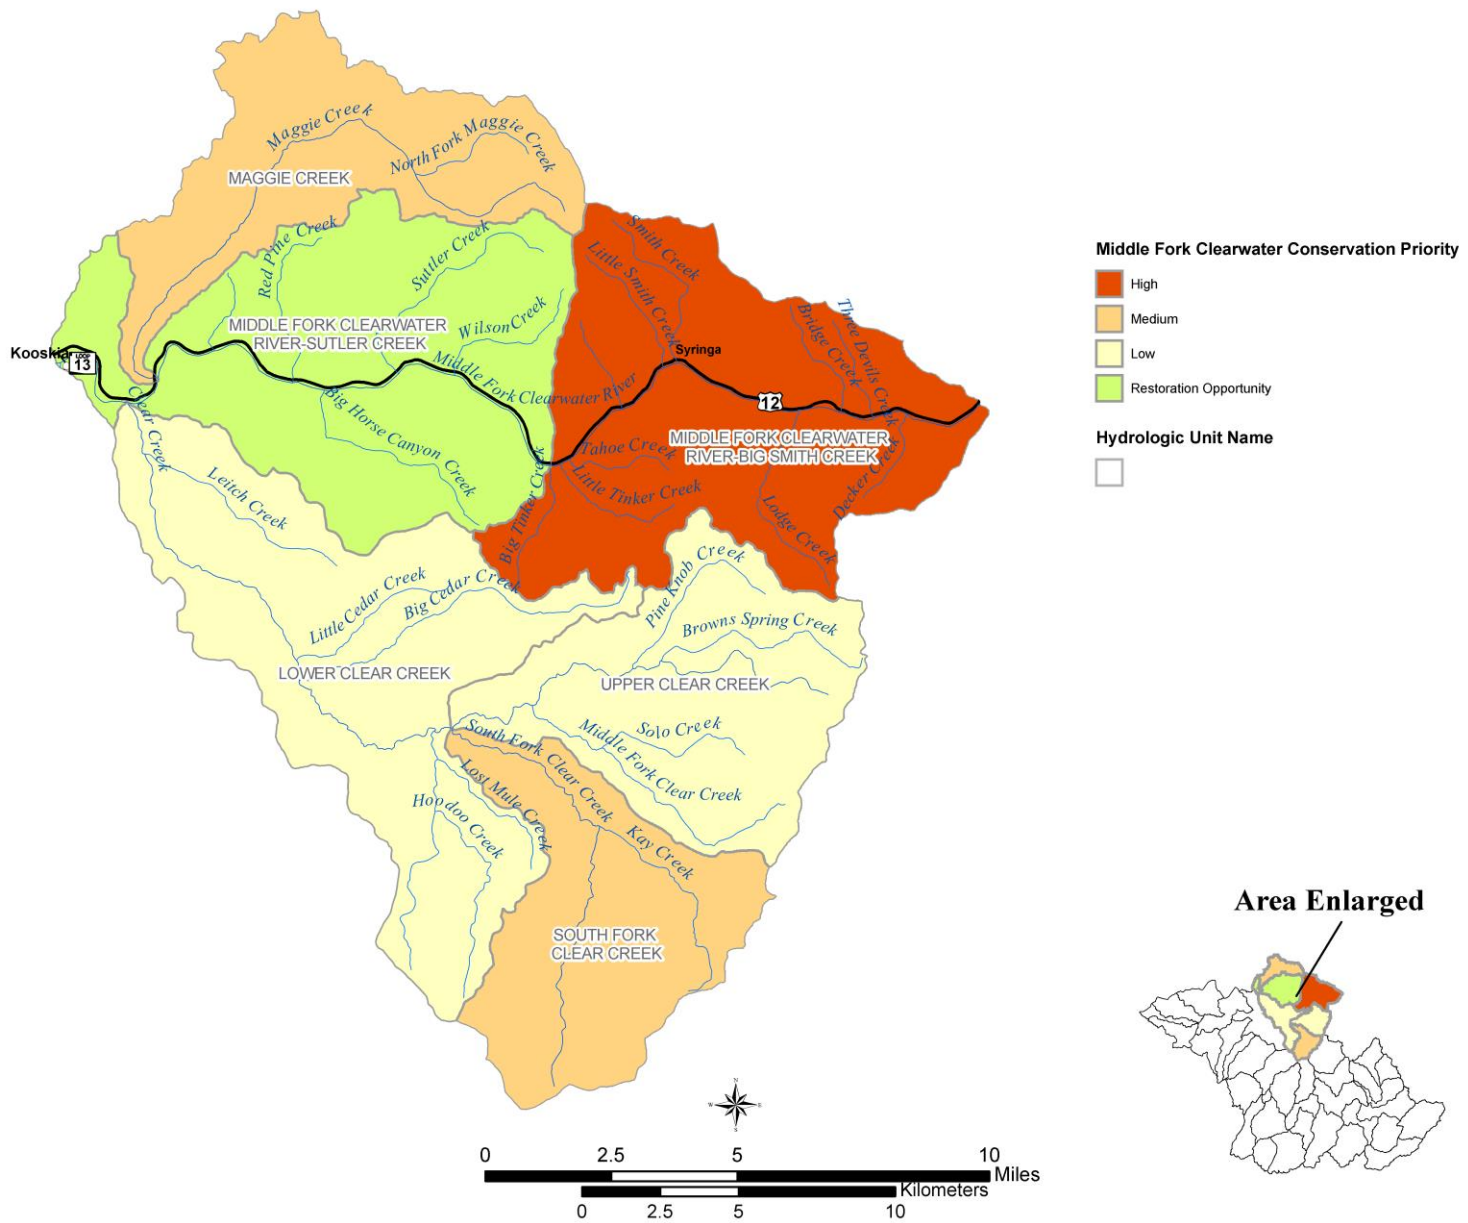 Maggie Creek
North Fork Maggie Creek
MAGGIE CREEK
Red Pine Creek
Suttler Creek
Smith Creek
Little Smith Creek
Wilson Creek
MIDDLE FORK CLEARWATER
RIVER-SUTLER CREEK
Bridge Creek
Three Devils Creek
Kooskia
LOOP
13
Syringa
Middle Fork Clearwater River
12
Clear Creek
Big Horse Canyon Creek
MIDDLE FORK CLEARWATER
RIVER-BIG SMITH CREEK
Tahoe Creek
Little Tinker Creek
Big Tinker Creek
Decker Creek
Lodge Creek
Leitch Creek
Little Cedar Creek
Big Cedar Creek
Pine Knob Creek
Browns Spring Creek
LOWER CLEAR CREEK
UPPER CLEAR CREEK
South Fork Clear Creek
Solo Creek
Middle Fork Clear Creek
Lost Mule Creek
Hoodoo Creek
Kay Creek
SOUTH FORK
CLEAR CREEK
Middle Fork Clearwater Conservation Priority
High
Medium
Low
Restoration Opportunity
Hydrologic Unit Name
Area Enlarged
N
W
E
S
0 2.5 5 10
Miles
Kilometers
0 2.5 5 10